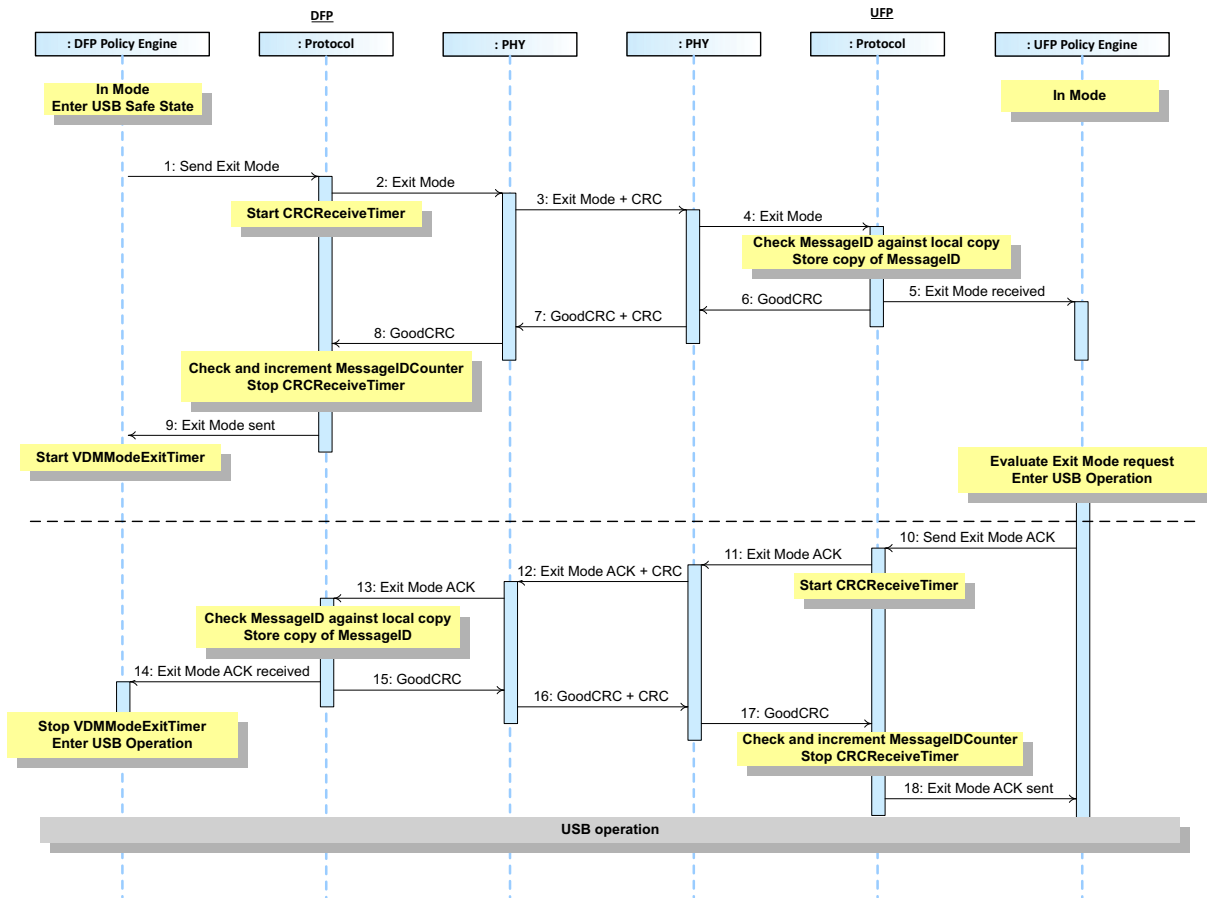 DFP
UFP
: DFP Policy Engine
: Protocol
: PHY
: PHY
: Protocol
: UFP Policy Engine
In Mode
Enter USB Safe State
In Mode
1: Send Exit Mode
2: Exit Mode
3: Exit Mode + CRC
Start CRCReceiveTimer
4: Exit Mode
Check MessageID against local copy
Store copy of MessageID
5: Exit Mode received
6: GoodCRC
7: GoodCRC + CRC
8: GoodCRC
Check and increment MessageIDCounter
Stop CRCReceiveTimer
9: Exit Mode sent
Start VDMModeExitTimer
Evaluate Exit Mode request
Enter USB Operation
10: Send Exit Mode ACK
11: Exit Mode ACK
12: Exit Mode ACK + CRC
Start CRCReceiveTimer
13: Exit Mode ACK
Check MessageID against local copy
Store copy of MessageID
14: Exit Mode ACK received
15: GoodCRC
16: GoodCRC + CRC
17: GoodCRC
Stop VDMModeExitTimer
Enter USB Operation
Check and increment MessageIDCounter
Stop CRCReceiveTimer
18: Exit Mode ACK sent
USB operation